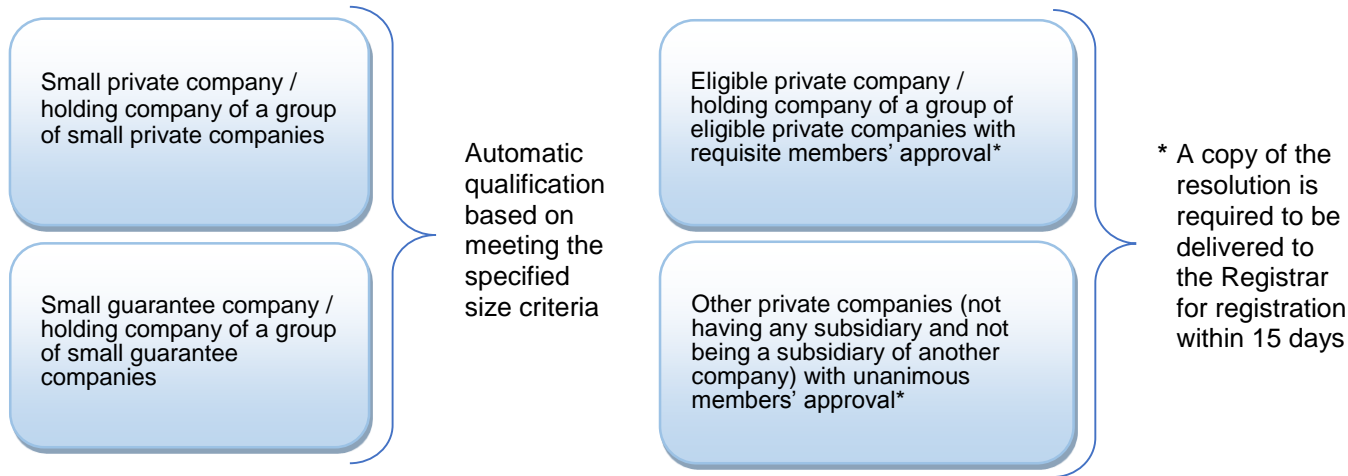 Small private company /
holding company of a group
of small private companies
Small guarantee company /
holding company of a group
of small guarantee
companies
Automatic
qualification
based on
meeting the
specified
size criteria
Eligible private company /
holding company of a group of
eligible private companies with
requisite members’ approval*
Other private companies (not
having any subsidiary and not
being a subsidiary of another
company) with unanimous
members’ approval*
* A copy of the
resolution is
required to be
delivered to
the Registrar
for registration
within 15 days